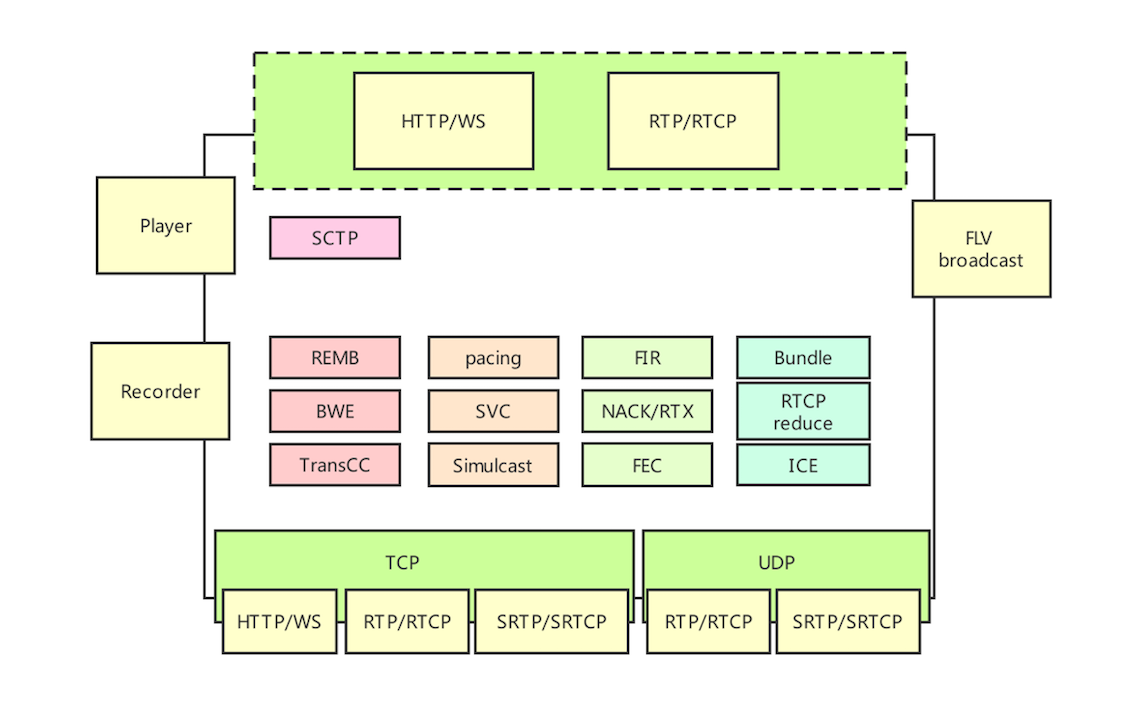 HTTP/WS
RTP/RTCP
Player
SCTP
FLV
broadcast
REMB
pacing
FIR
Bundle
Recorder
BWE
SVC
NACK/RTX
RTCP
reduce
TransCC
Simulcast
FEC
ICE
TCP
UDP
HTTP/WS
RTP/RTCP
SRTP/SRTCP
RTP/RTCP
SRTP/SRTCP